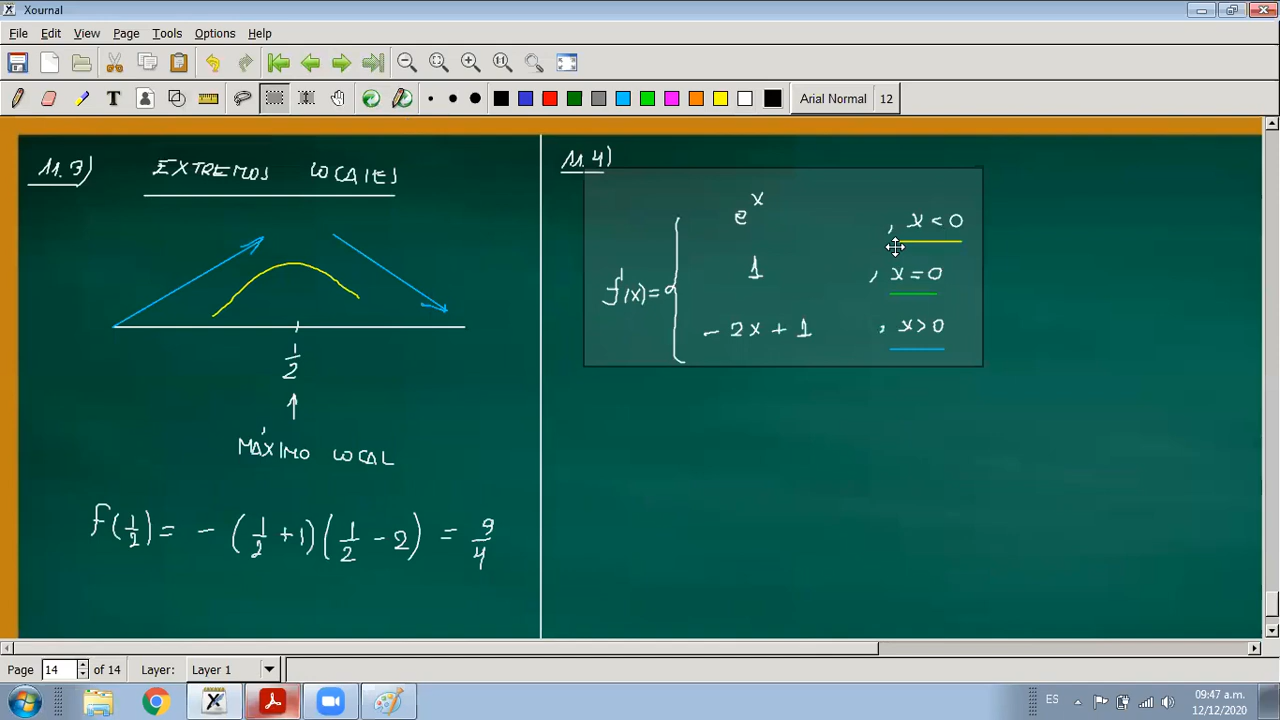 Xournal
File Edit View Page Tools Options Help
Arial Normal 12
11.3) EXTREMOS LOCALES
1/2
MÁXIMO LOCAL
f(1/2) = - (1/2 + 1)(1/2 - 2) = 9/4
11.4)
e^x , x < 0
f'(x) = { 1 , x = 0
- 2x + 1 , x > 0
Page 14 of 14 Layer: Layer 1
ES 09:47 a.m.
12/12/2020